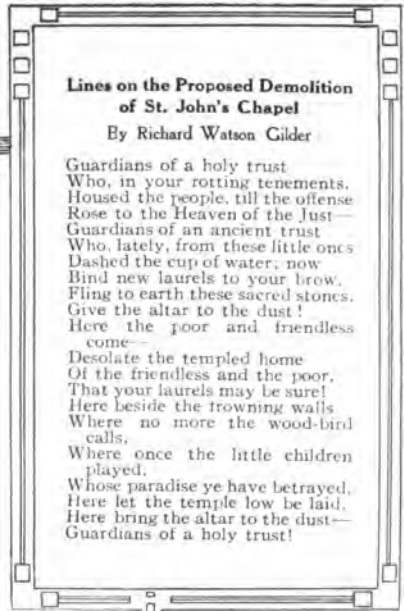 Lines on the Proposed Demolition
of St. John's Chapel
By Richard Watson Gilder
Guardians of a holy trust
Who, in your rotting tenements,
Housed the people, till the offense
Rose to the Heaven of the Just—
Guardians of an ancient trust
Who, lately, from these little ones
Dashed the cup of water; now
Bind new laurels to your brow,
Fling to earth these sacred stones,
Give the altar to the dust!
Here the poor and friendless
come—
Desolate the templed home
Of the friendless and the poor,
That your laurels may be sure!
Here beside the frowning walls
Where no more the wood-bird
calls,
Where once the little children
played,
Whose paradise ye have betrayed,
Here let the temple low be laid,
Here bring the altar to the dust—
Guardians of a holy trust!